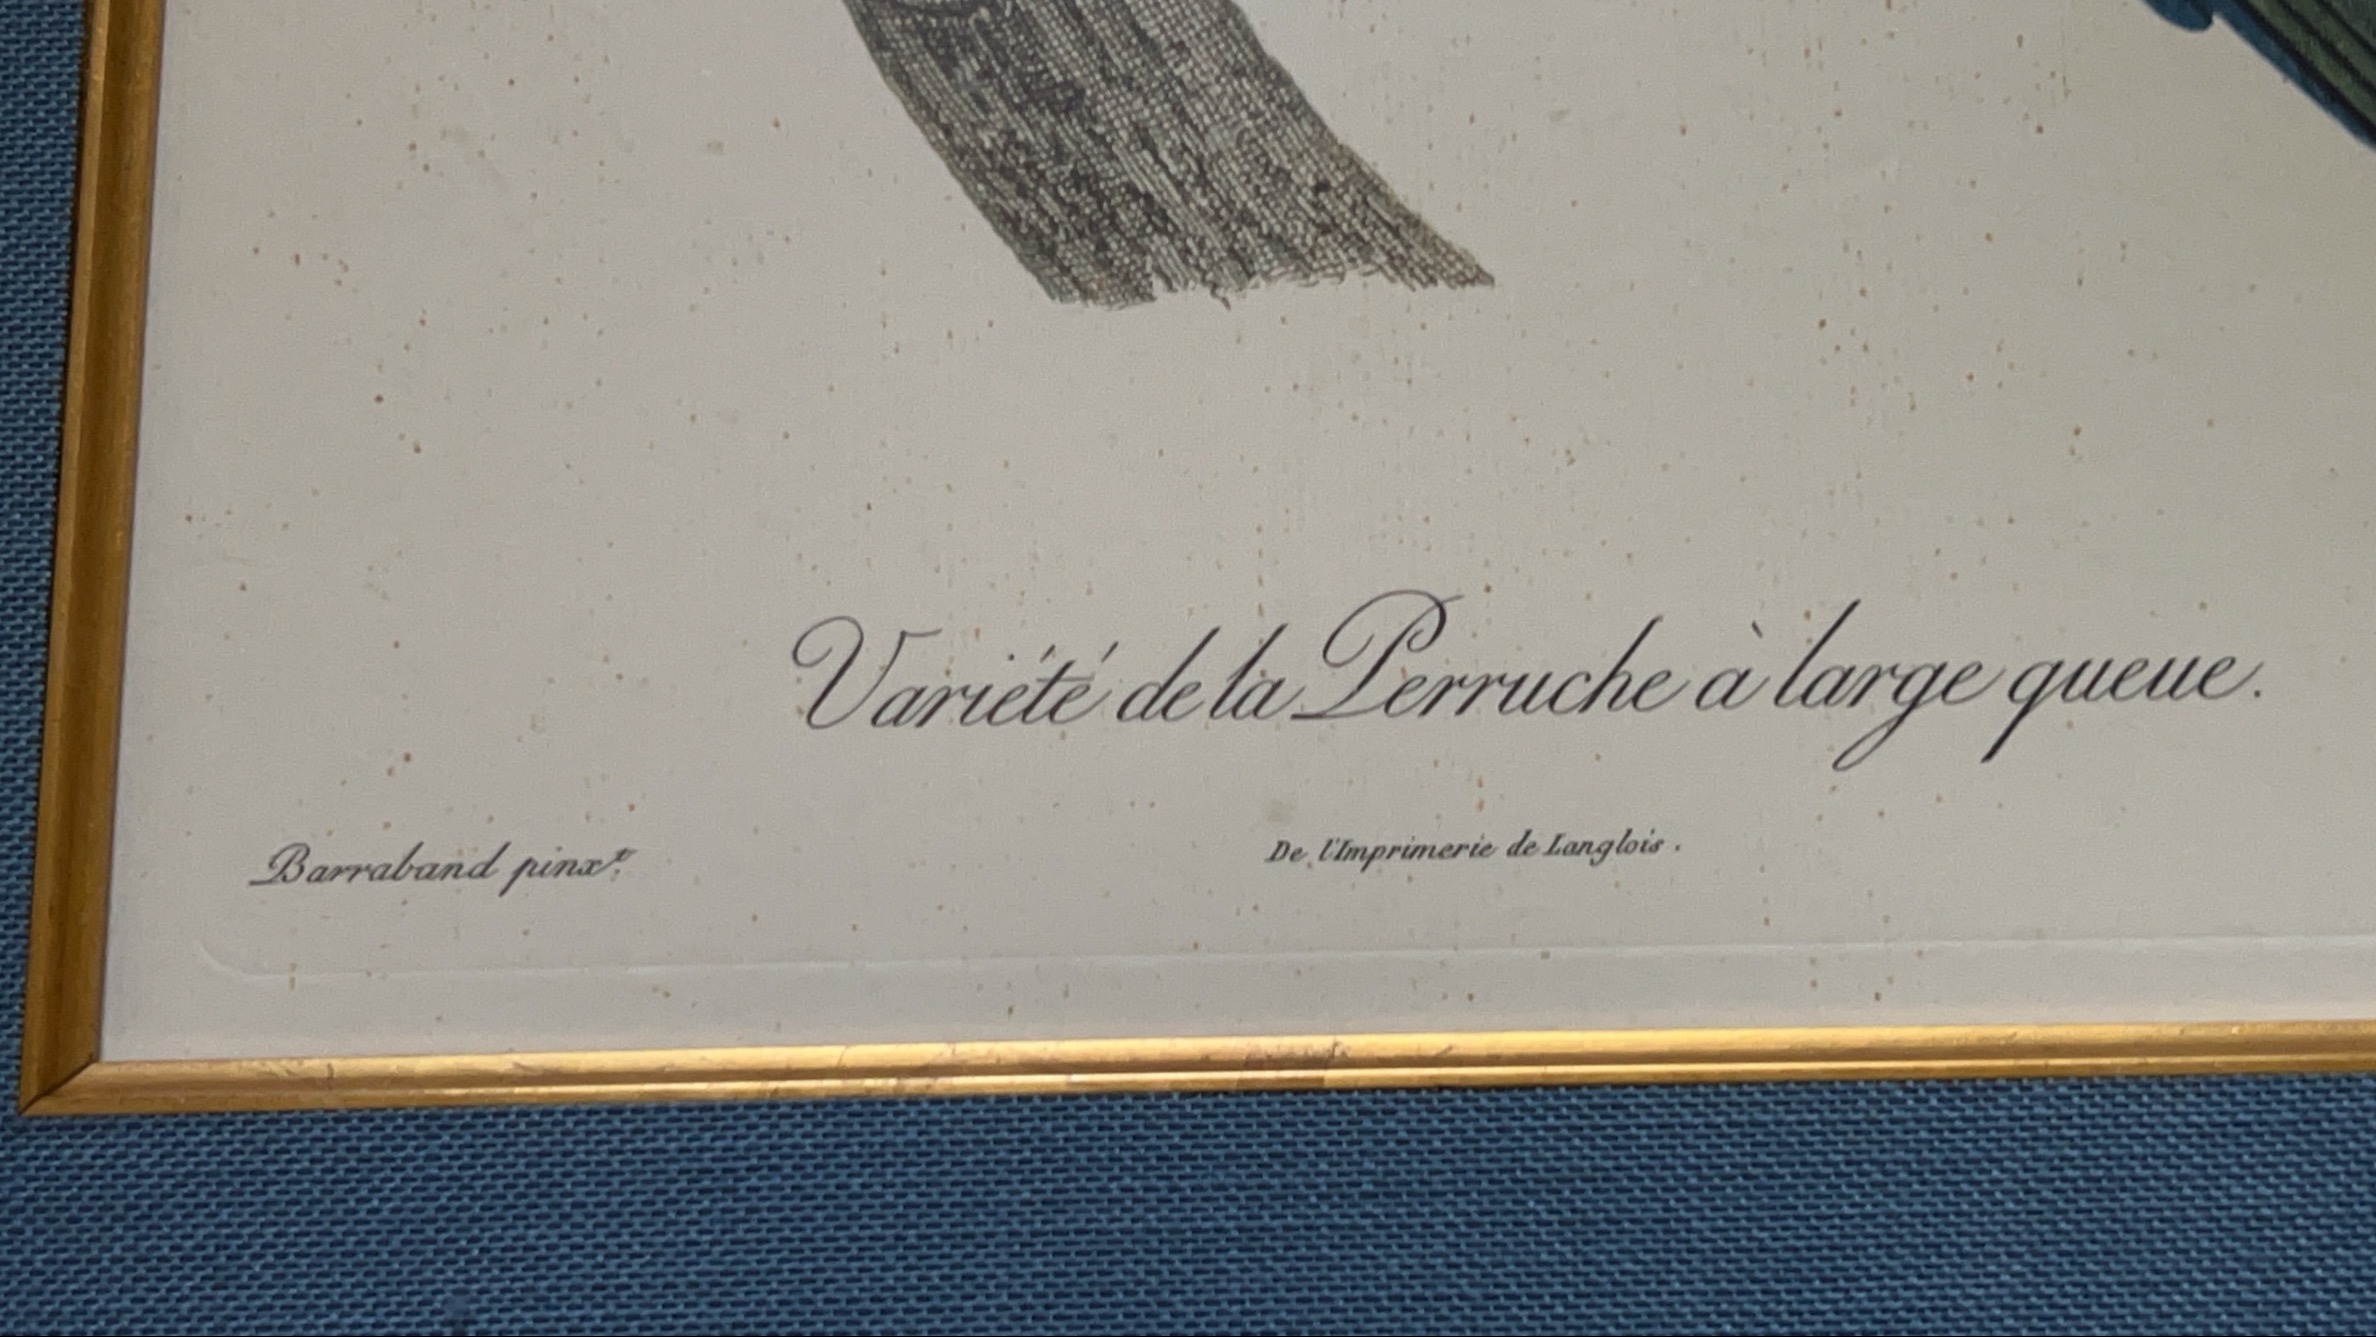 Variété de la Perruche à large queue.
Barraband pinx.t
De l'Imprimerie de Langlois.